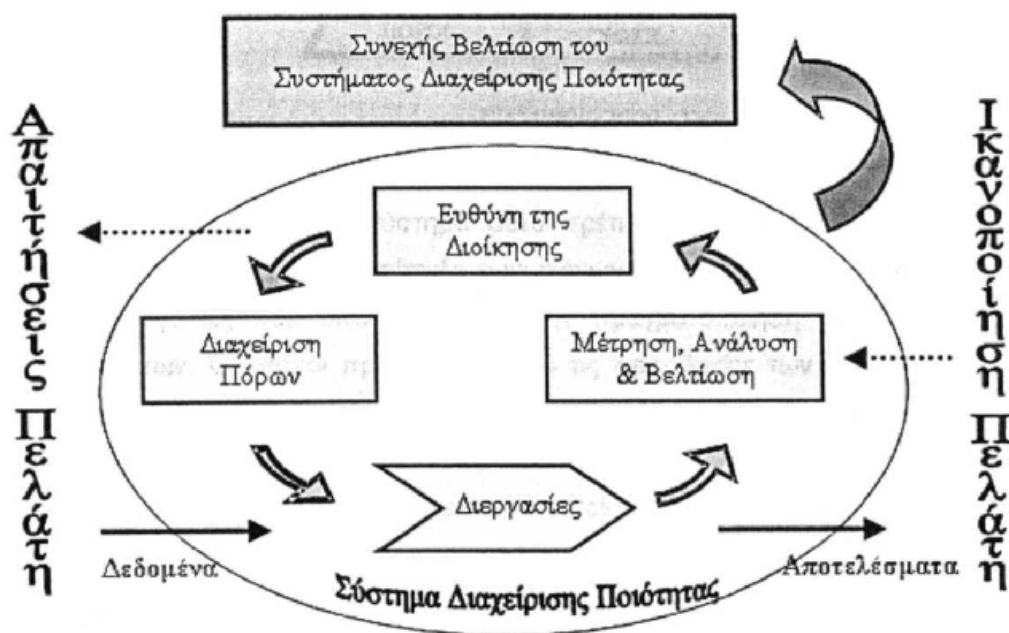 Συνεχής Βελτίωση του
Συστήματος Διαχείρισης Ποιότητας
Απαιτήσεις Πελάτη
Ικανοποίηση Πελάτη
Ευθύνη της
Διοίκησης
Διαχείριση
Πόρων
Μέτρηση, Ανάλυση
& Βελτίωση
Διεργασίες
Δεδομένα
Αποτελέσματα
Σύστημα Διαχείρισης Ποιότητας